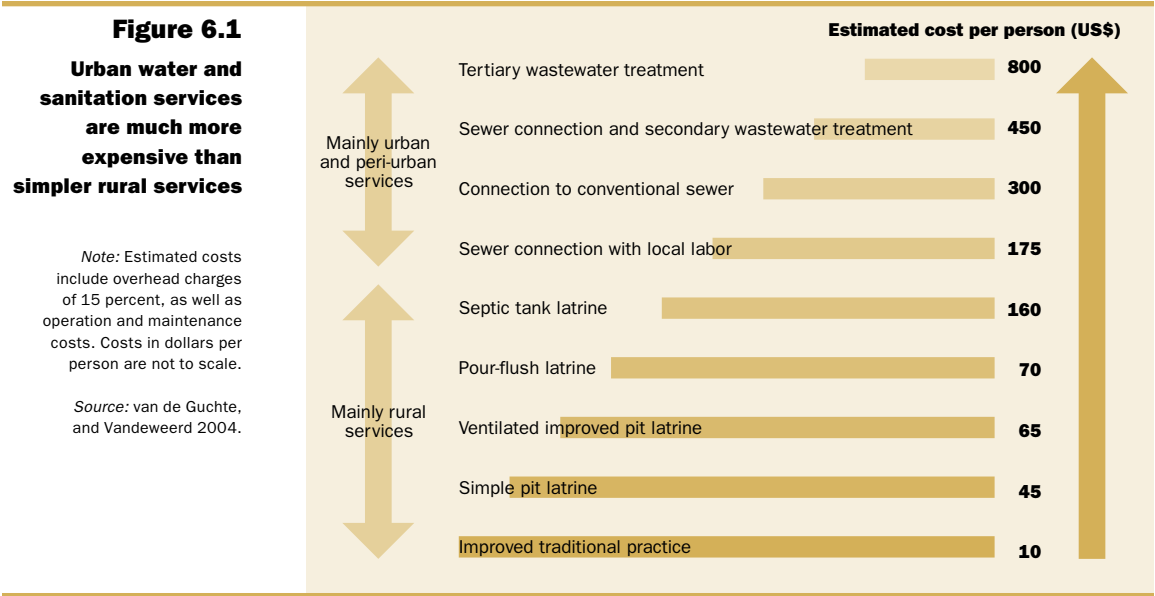 Figure 6.1
Urban water and
sanitation services
are much more
expensive than
simpler rural services
Note: Estimated costs
include overhead charges
of 15 percent, as well as
operation and maintenance
costs. Costs in dollars per
person are not to scale.
Source: van de Guchte,
and Vandeweerd 2004.
Estimated cost per person (US$)
Mainly urban
and peri-urban
services
Tertiary wastewater treatment 800
Sewer connection and secondary wastewater treatment 450
Connection to conventional sewer 300
Sewer connection with local labor 175
Mainly rural
services
Septic tank latrine 160
Pour-flush latrine 70
Ventilated improved pit latrine 65
Simple pit latrine 45
Improved traditional practice 10